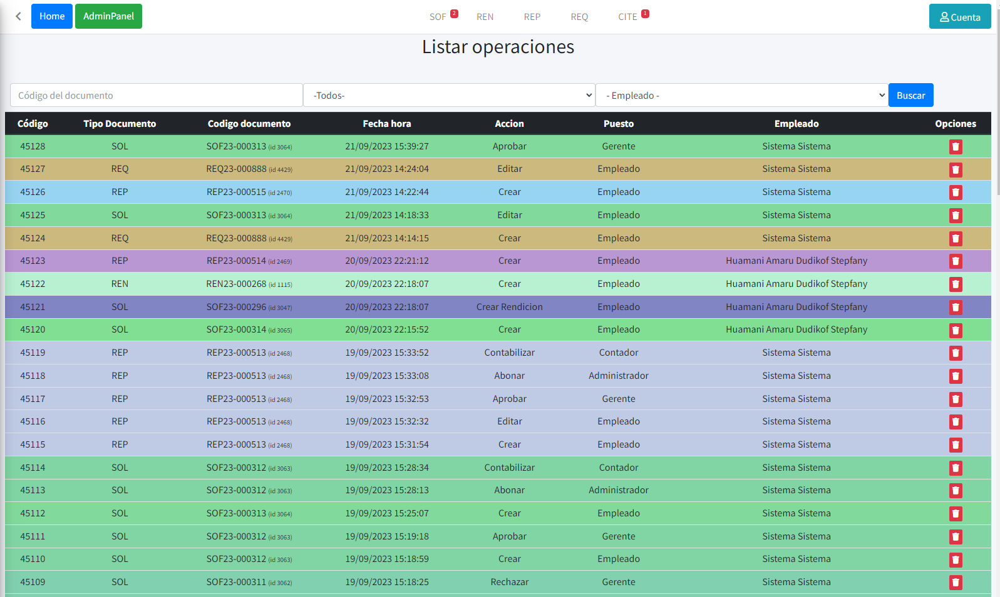 Home AdminPanel SOF 2 REN REP REQ CITE 1 Cuenta
Listar operaciones
Código del documento -Todos- - Empleado - Buscar
Código Tipo Documento Codigo documento Fecha hora Accion Puesto Empleado Opciones
45128 SOL SOF23-000313 (id 3064) 21/09/2023 15:39:27 Aprobar Gerente Sistema Sistema
45127 REQ REQ23-000888 (id 4429) 21/09/2023 14:24:04 Editar Empleado Sistema Sistema
45126 REP REP23-000515 (id 2470) 21/09/2023 14:22:44 Crear Empleado Sistema Sistema
45125 SOL SOF23-000313 (id 3064) 21/09/2023 14:18:33 Editar Empleado Sistema Sistema
45124 REQ REQ23-000888 (id 4429) 21/09/2023 14:14:15 Crear Empleado Sistema Sistema
45123 REP REP23-000514 (id 2469) 20/09/2023 22:21:12 Crear Empleado Huamani Amaru Dudikof Stepfany
45122 REN REN23-000268 (id 1115) 20/09/2023 22:18:07 Crear Empleado Huamani Amaru Dudikof Stepfany
45121 SOL SOF23-000296 (id 3047) 20/09/2023 22:18:07 Crear Rendicion Empleado Huamani Amaru Dudikof Stepfany
45120 SOL SOF23-000314 (id 3065) 20/09/2023 22:15:52 Crear Empleado Huamani Amaru Dudikof Stepfany
45119 REP REP23-000513 (id 2468) 19/09/2023 15:33:52 Contabilizar Contador Sistema Sistema
45118 REP REP23-000513 (id 2468) 19/09/2023 15:33:08 Abonar Administrador Sistema Sistema
45117 REP REP23-000513 (id 2468) 19/09/2023 15:32:53 Aprobar Gerente Sistema Sistema
45116 REP REP23-000513 (id 2468) 19/09/2023 15:32:32 Editar Empleado Sistema Sistema
45115 REP REP23-000513 (id 2468) 19/09/2023 15:31:54 Crear Empleado Sistema Sistema
45114 SOL SOF23-000312 (id 3063) 19/09/2023 15:28:34 Contabilizar Contador Sistema Sistema
45113 SOL SOF23-000312 (id 3063) 19/09/2023 15:28:13 Abonar Administrador Sistema Sistema
45112 SOL SOF23-000313 (id 3064) 19/09/2023 15:25:07 Crear Empleado Sistema Sistema
45111 SOL SOF23-000312 (id 3063) 19/09/2023 15:19:18 Aprobar Gerente Sistema Sistema
45110 SOL SOF23-000312 (id 3063) 19/09/2023 15:18:59 Crear Empleado Sistema Sistema
45109 SOL SOF23-000311 (id 3062) 19/09/2023 15:18:25 Rechazar Gerente Sistema Sistema